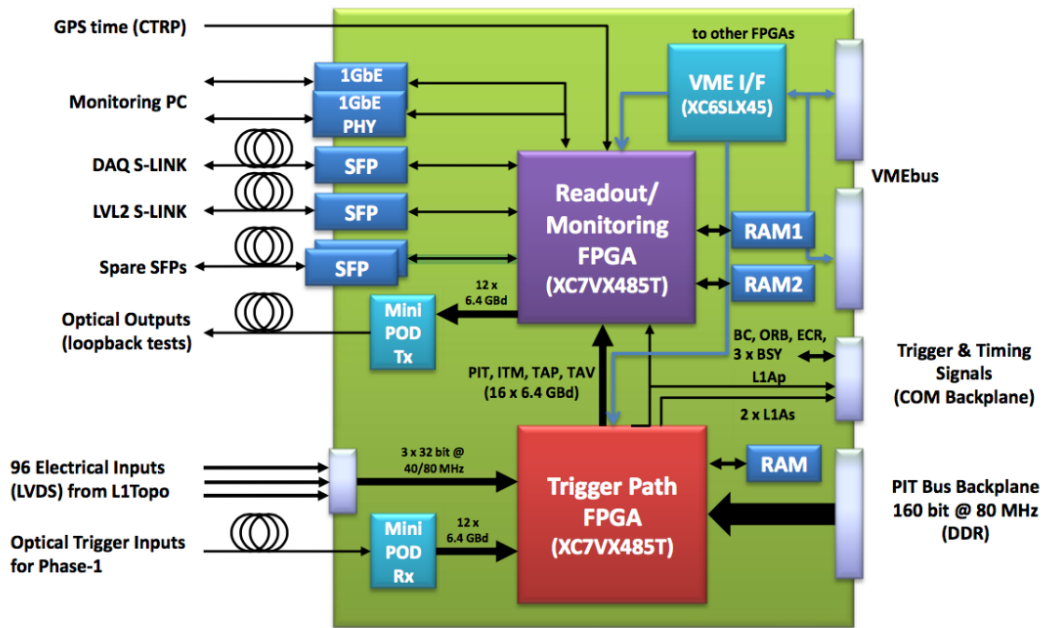 GPS time (CTRP)
to other FPGAs
1GbE
VME I/F
(XC6SLX45)
Monitoring PC
1GbE
PHY
DAQ S-LINK
SFP
VMEbus
Readout/
Monitoring
FPGA
(XC7VX485T)
LVL2 S-LINK
SFP
RAM1
Spare SFPs
SFP
RAM2
12 x
6.4 GBd
Optical Outputs
(loopback tests)
Mini
POD
Tx
BC, ORB, ECR,
3 x BSY
Trigger & Timing
Signals
(COM Backplane)
PIT, ITM, TAP, TAV
(16 x 6.4 GBd)
L1Ap
2 x L1As
96 Electrical Inputs
(LVDS) from L1Topo
3 x 32 bit @
40/80 MHz
RAM
Trigger Path
FPGA
(XC7VX485T)
PIT Bus Backplane
160 bit @ 80 MHz
(DDR)
Optical Trigger Inputs
for Phase-1
Mini
POD
Rx
12 x
6.4 GBd